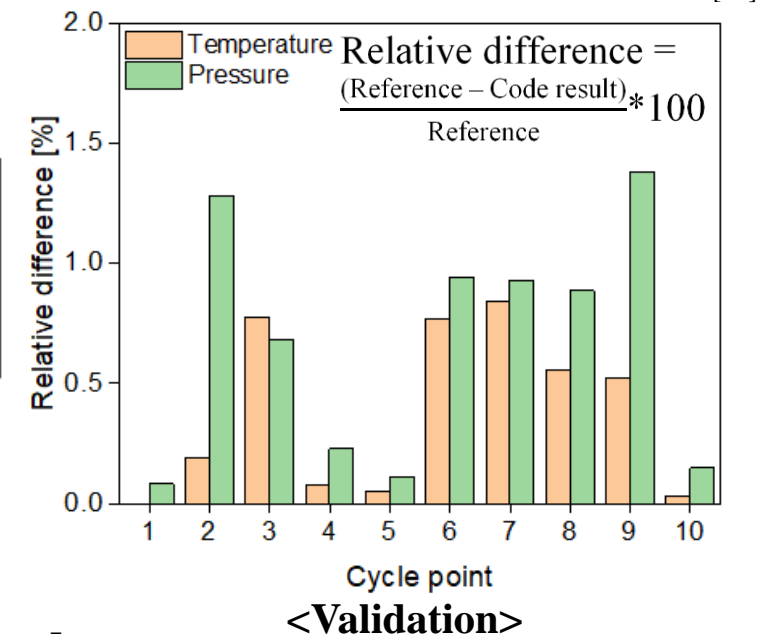 2.0
Temperature
Pressure
Relative difference =
(Reference – Code result)
*100
Reference
Relative difference [%]
1.5
1.0
0.5
0.0
1 2 3 4 5 6 7 8 9 10
Cycle point
<Validation>